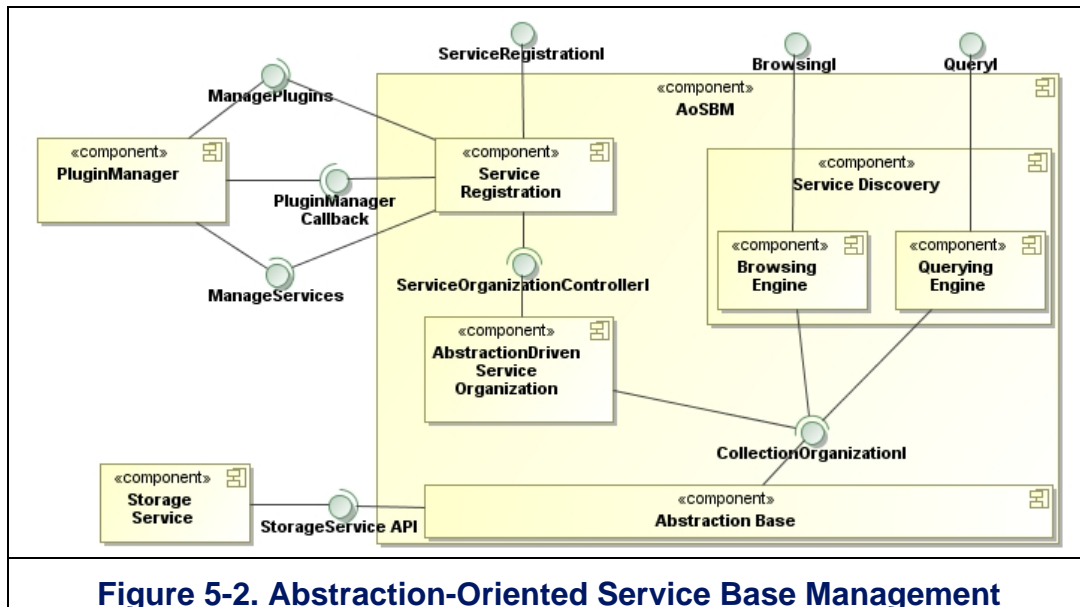 ServiceRegistrationI
BrowsingI
QueryI
ManagePlugins
«component»
AoSBM
«component»
PluginManager
«component»
Service
Registration
«component»
Service Discovery
PluginManager
Callback
«component»
Browsing
Engine
«component»
Querying
Engine
ManageServices
ServiceOrganizationControllerI
«component»
AbstractionDriven
Service
Organization
CollectionOrganizationI
«component»
Storage
Service
StorageService API
«component»
Abstraction Base
Figure 5-2. Abstraction-Oriented Service Base Management